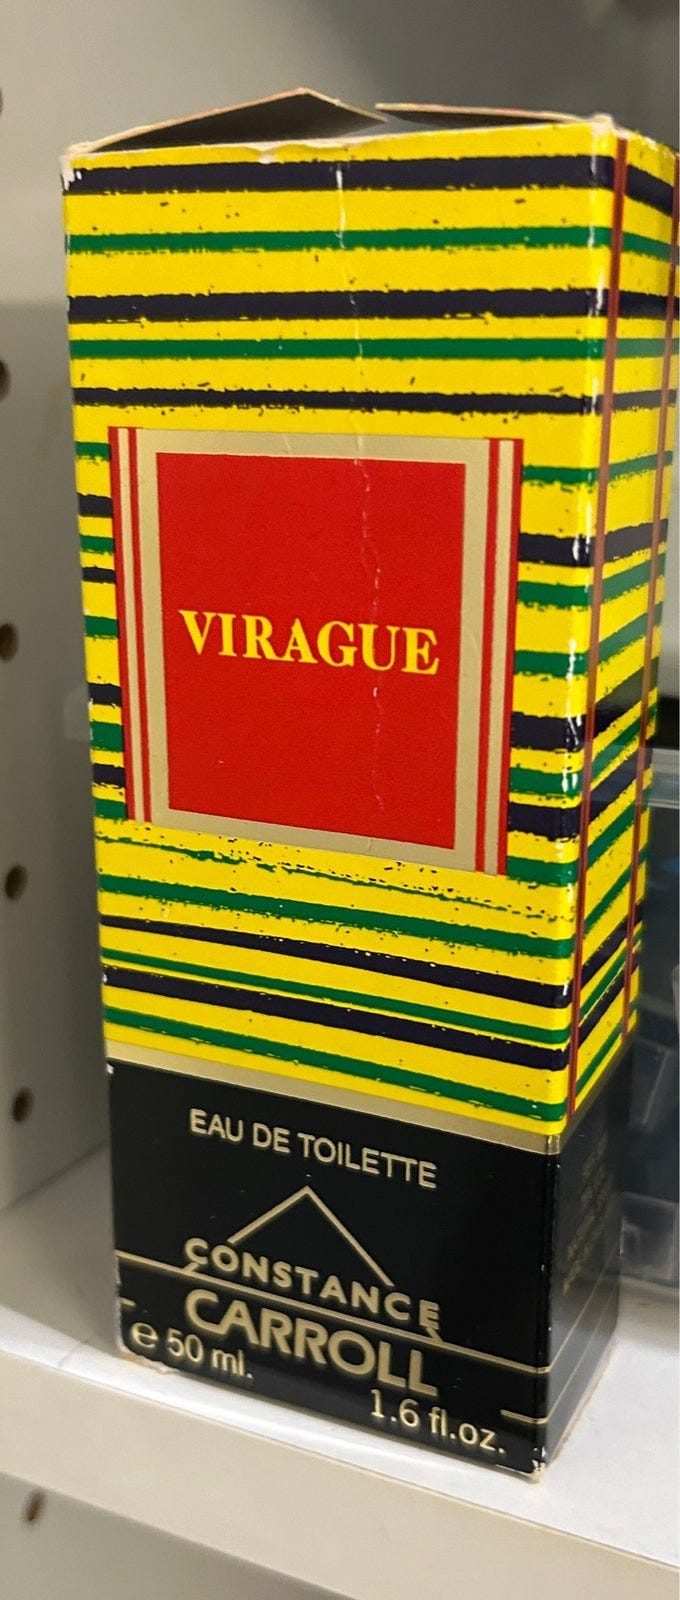 VIRAGUE
EAU DE TOILETTE
CONSTANCE
CARROLL
e 50 ml.
1.6 fl.oz.